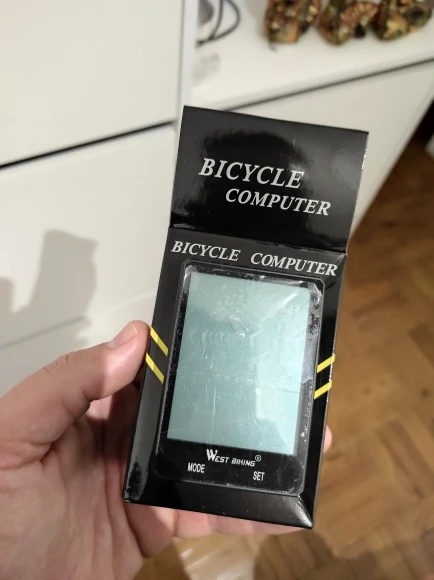 BICYCLE
COMPUTER
BICYCLE COMPUTER
WEST BIKING®
MODE
SET